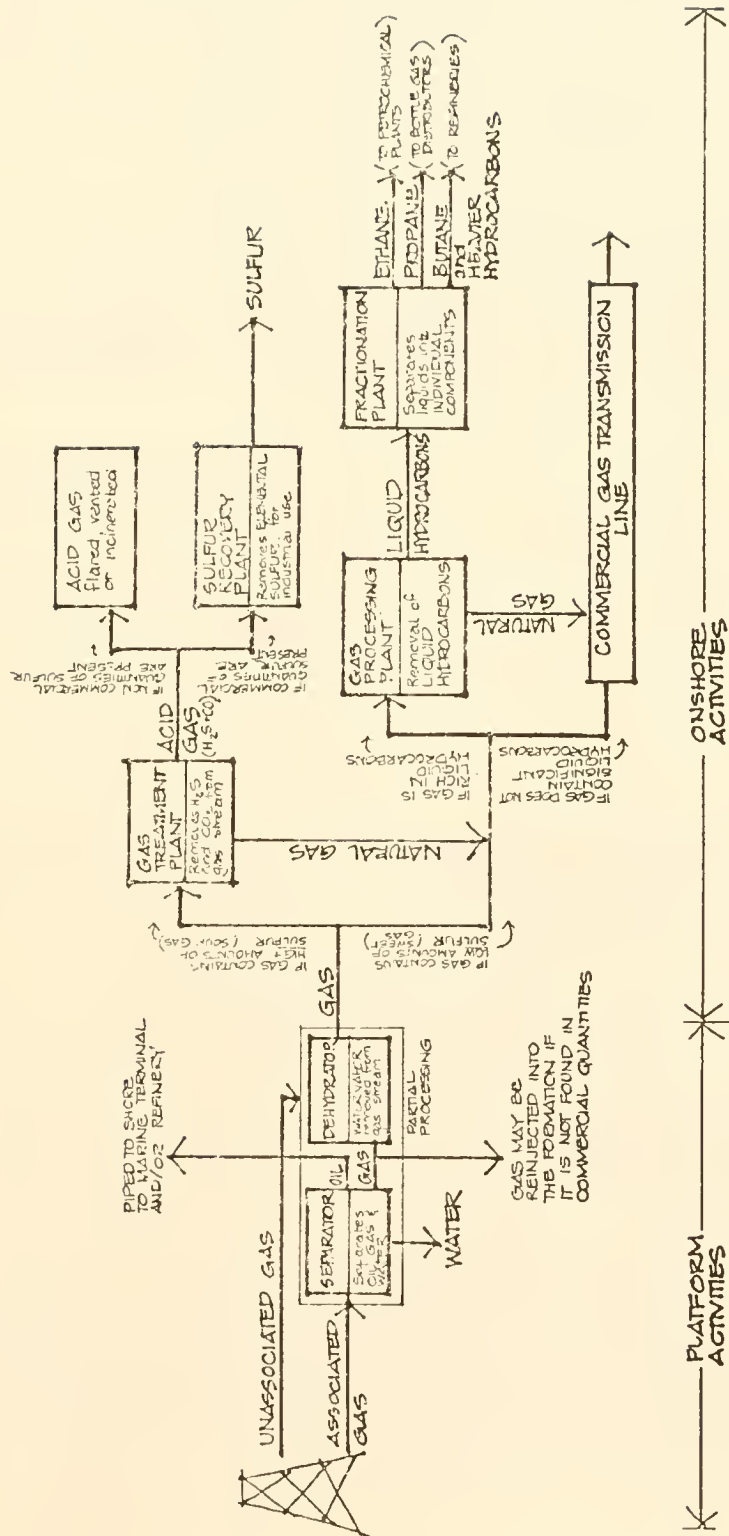 UNASSOCIATED GAS
ASSOCIATED
GAS
PIPED TO SHORE
TO MARINE TERMINAL
AND/OR REFINERY
SEPARATOR
Separates
OIL, GAS &
WATER
OIL
GAS
WATER
DEHYDRATOR
WATER VAPOR
removed from
gas stream
PARTIAL
PROCESSING
GAS MAY BE
REINJECTED INTO
THE FORMATION IF
IT IS NOT FOUND IN
COMMERCIAL QUANTITIES
GAS
IF GAS CONTAINS
HIGH AMOUNTS OF
SULFUR (SOUR GAS)
IF GAS CONTAINS
LOW AMOUNTS OF
SULFUR (SWEET
GAS)
GAS
TREATMENT
PLANT
Removes H2S
and CO2 from
gas stream
NATURAL GAS
ACID
GAS
(H2S+CO)
IF NON COMMERCIAL
QUANTITIES OF SULFUR
ARE PRESENT
IF COMMERCIAL
QUANTITIES OF
SULFUR ARE
PRESENT
ACID GAS
flared, vented
or incinerated
SULFUR
RECOVERY
PLANT
Removes ELEMENTAL
SULFUR for
industrial use
SULFUR
IF GAS IS
RICH IN
LIQUID
HYDROCARBONS
IF GAS DOES NOT
CONTAIN
SIGNIFICANT
LIQUID
HYDROCARBONS
GAS
PROCESSING
PLANT
Removal of
LIQUID
HYDROCARBONS
NATURAL
GAS
LIQUID
HYDROCARBONS
FRACTIONATION
PLANT
Separates
liquids into
INDIVIDUAL
COMPONENTS
ETHANE (TO PETROCHEMICAL
PLANTS)
PROPANE (TO BOTTLE GAS
DISTRIBUTORS)
BUTANE (TO REFINERIES)
and
HEAVIER
HYDROCARBONS
COMMERCIAL GAS TRANSMISSION
LINE
PLATFORM
ACTIVITIES
ONSHORE
ACTIVITIES